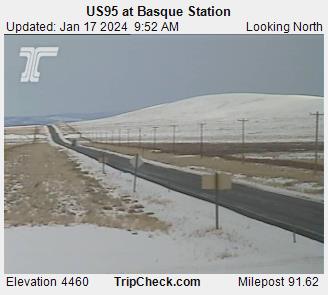 US95 at Basque Station
Updated: Jan 17 2024 9:52 AM Looking North
Elevation 4460 TripCheck.com Milepost 91.62